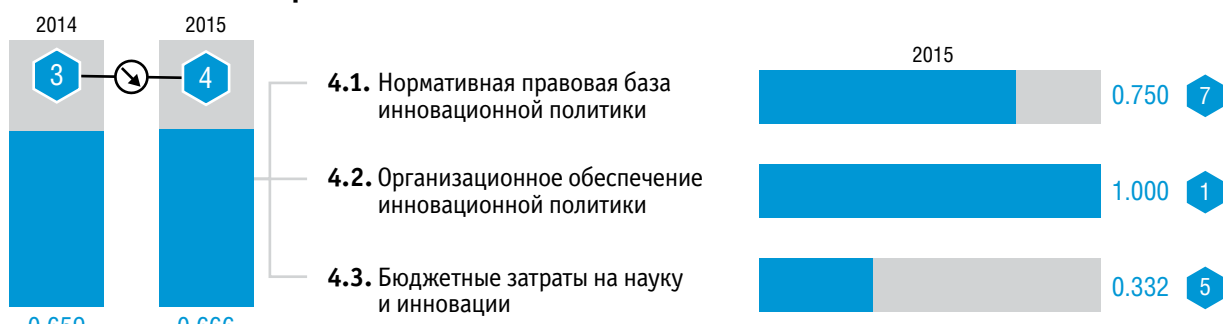 2014
2015
3
4
4.1. Нормативная правовая база
инновационной политики
4.2. Организационное обеспечение
инновационной политики
4.3. Бюджетные затраты на науку
и инновации
2015
0.750
7
1.000
1
0.332
5